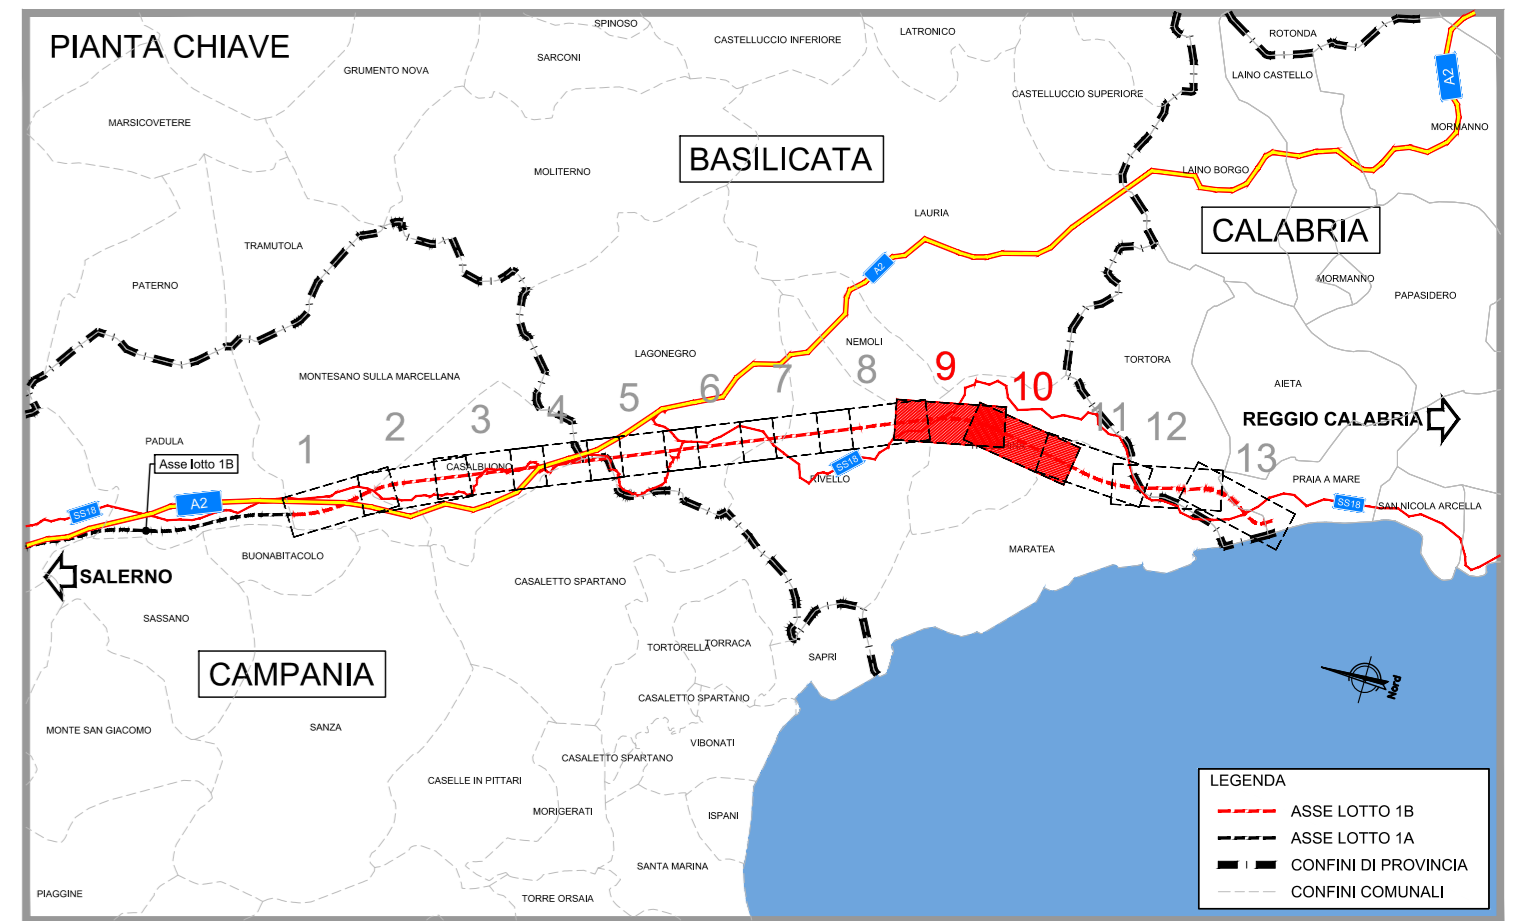 PIANTA CHIAVE
SPINOSO
SARCONI
GRUMENTO NOVA
CASTELLUCCIO INFERIORE
LATRONICO
ROTONDA
LAINO CASTELLO
A2
CASTELLUCCIO SUPERIORE
MARSICOVETERE
MORMANNO
BASILICATA
MOLITERNO
LAINO BORGO
LAURIA
CALABRIA
TRAMUTOLA
A2
PATERNO
MORMANNO
PAPASIDERO
NEMOLI
LAGONEGRO
TORTORA
MONTESANO SULLA MARCELLANA
AIETA
1
2
3
4
5
6
7
8
9
10
11
12
13
REGGIO CALABRIA
PADULA
Asse lotto 1B
CASALBUONO
SS18
RIVELLO
PRAIA A MARE
SS18
SAN NICOLA ARCELLA
A2
SS18
BUONABITACOLO
MARATEA
SALERNO
CASALETTO SPARTANO
SASSANO
TORTORELLA
TORRACA
SAPRI
CAMPANIA
CASALETTO SPARTANO
Nord
MONTE SAN GIACOMO
SANZA
VIBONATI
CASALETTO SPARTANO
CASELLE IN PITTARI
MORIGERATI
ISPANI
SANTA MARINA
PIAGGINE
TORRE ORSAIA
LEGENDA
ASSE LOTTO 1B
ASSE LOTTO 1A
CONFINI DI PROVINCIA
CONFINI COMUNALI